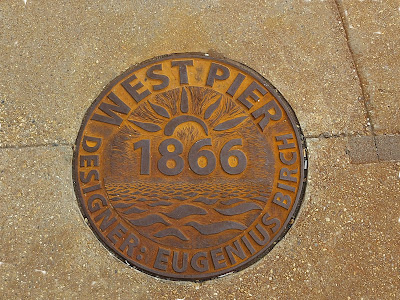 WEST PIER
1866
DESIGNER: EUGENIUS BIRCH